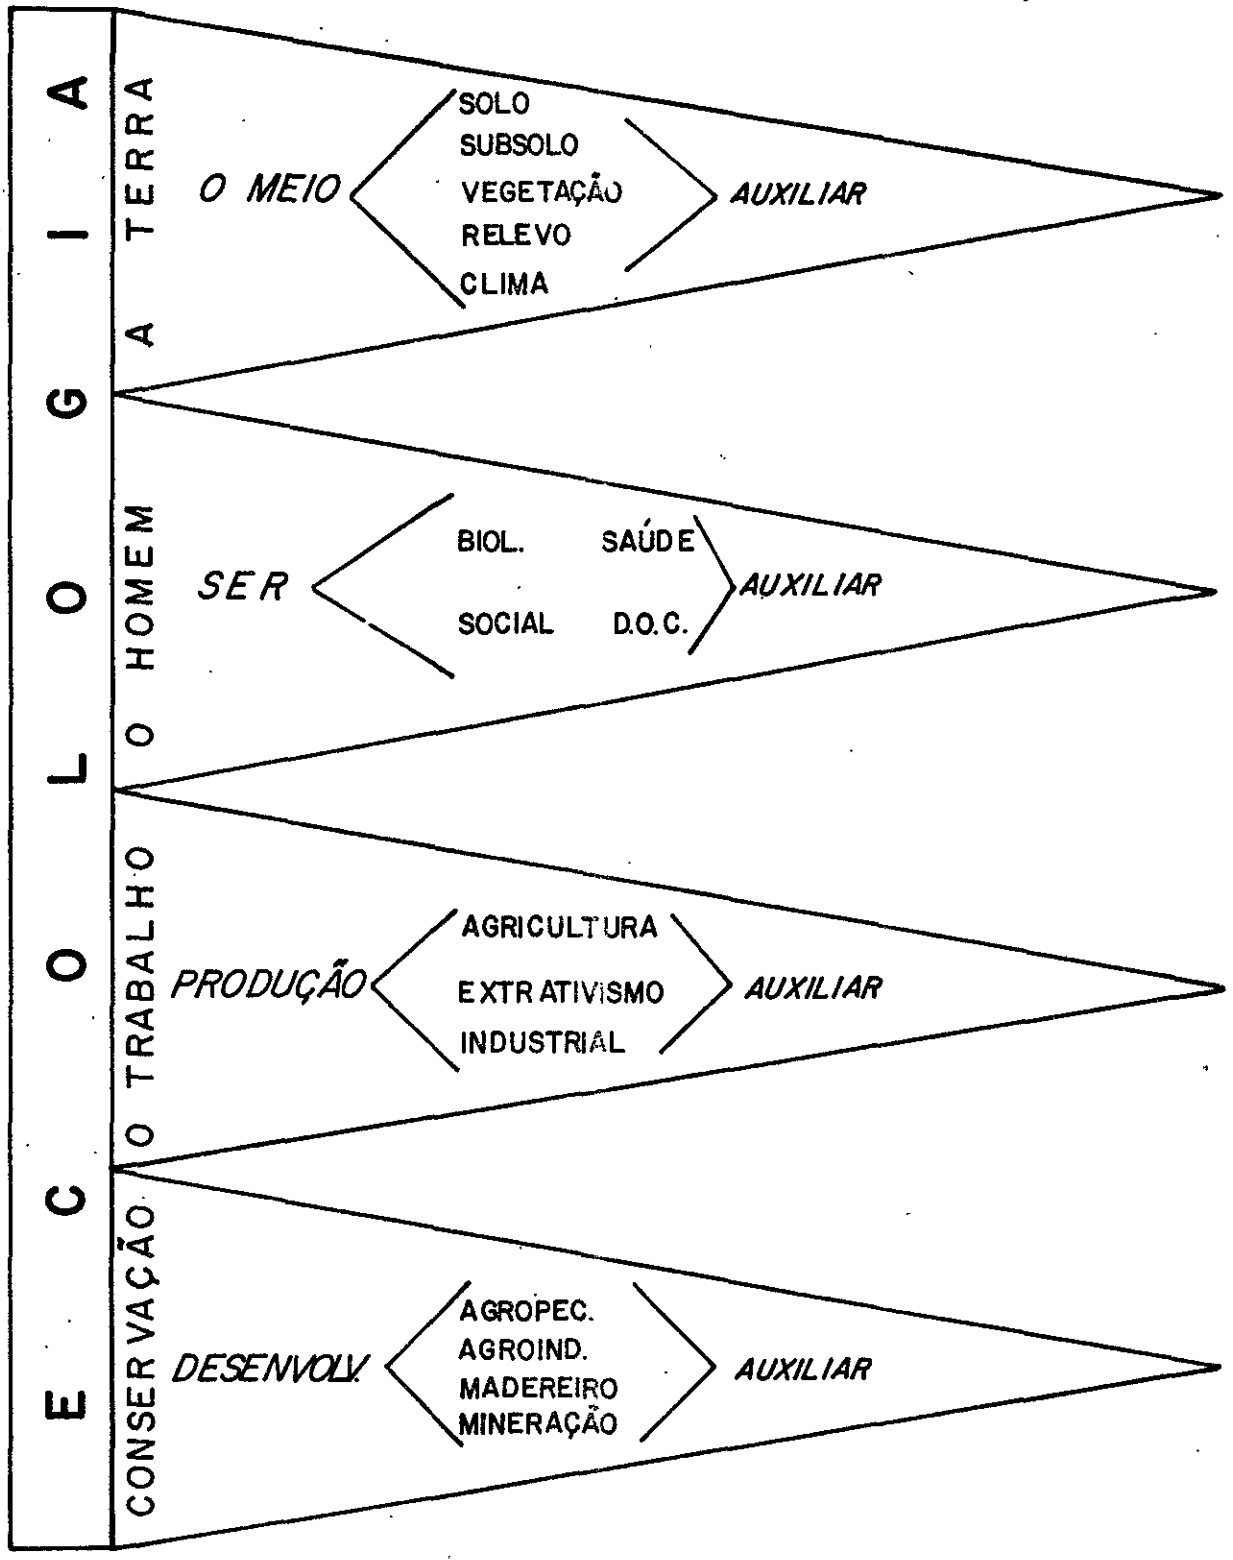 ECOLOGIA
A TERRA
O MEIO
SOLO
SUBSOLO
VEGETAÇÃO
RELEVO
CLIMA
AUXILIAR
O HOMEM
SER
BIOL. SAÚDE
SOCIAL D.O.C.
AUXILIAR
O TRABALHO
PRODUÇÃO
AGRICULTURA
EXTRATIVISMO
INDUSTRIAL
AUXILIAR
CONSERVAÇÃO
DESENVOLV.
AGROPEC.
AGROIND.
MADEREIRO
MINERAÇÃO
AUXILIAR